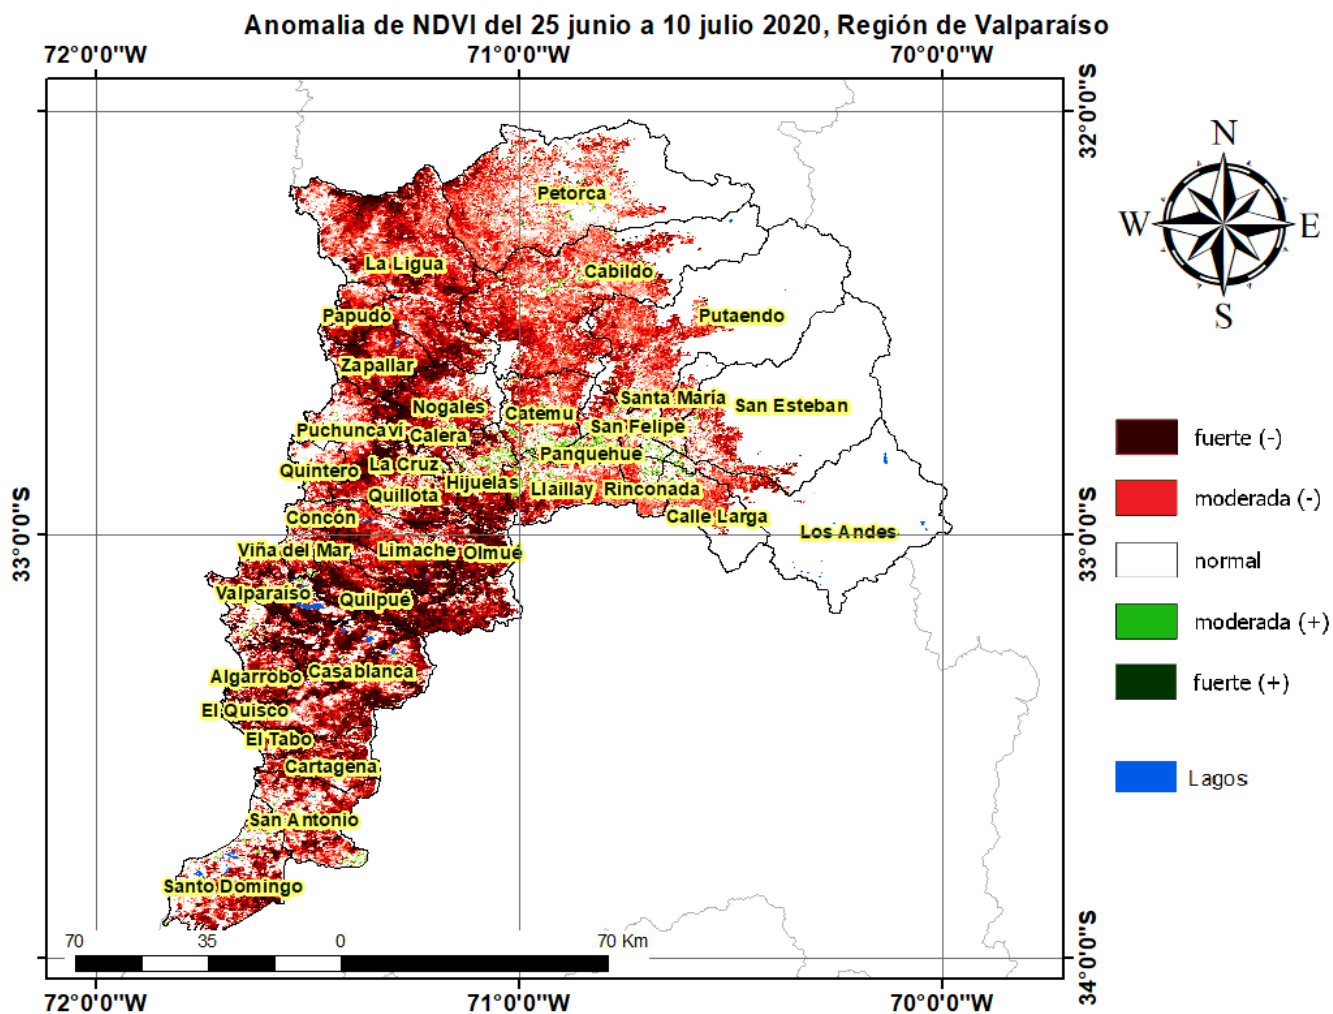 Anomalia de NDVI del 25 junio a 10 julio 2020, Región de Valparaíso
72°0'0"W 71°0'0"W 70°0'0"W
32°0'0"S
N
W E
S
Petorca
La Ligua
Cabildo
Papudo
Putaendo
Zapallar
Nogales
Catemu
Santa María
San Esteban
Puchuncaví
Calera
San Felipe
Panquehue
Quintero
La Cruz
Quillota
Hijuelas
Llaillay
Rinconada
Concón
Calle Larga
Los Andes
33°0'0"S
33°0'0"S
Viña del Mar
Limache
Olmué
Valparaíso
Quilpué
Algarrobo
Casablanca
El Quisco
El Tabo
Cartagena
San Antonio
Santo Domingo
fuerte (-)
moderada (-)
normal
moderada (+)
fuerte (+)
Lagos
70 35 0 70 Km
34°0'0"S
72°0'0"W 71°0'0"W 70°0'0"W